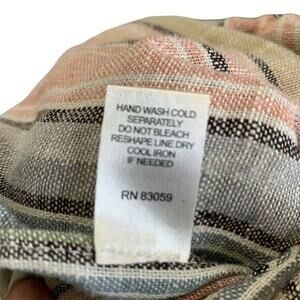 HAND WASH COLD
SEPARATELY
DO NOT BLEACH
RESHAPE LINE DRY
COOL IRON
IF NEEDED
RN 83059